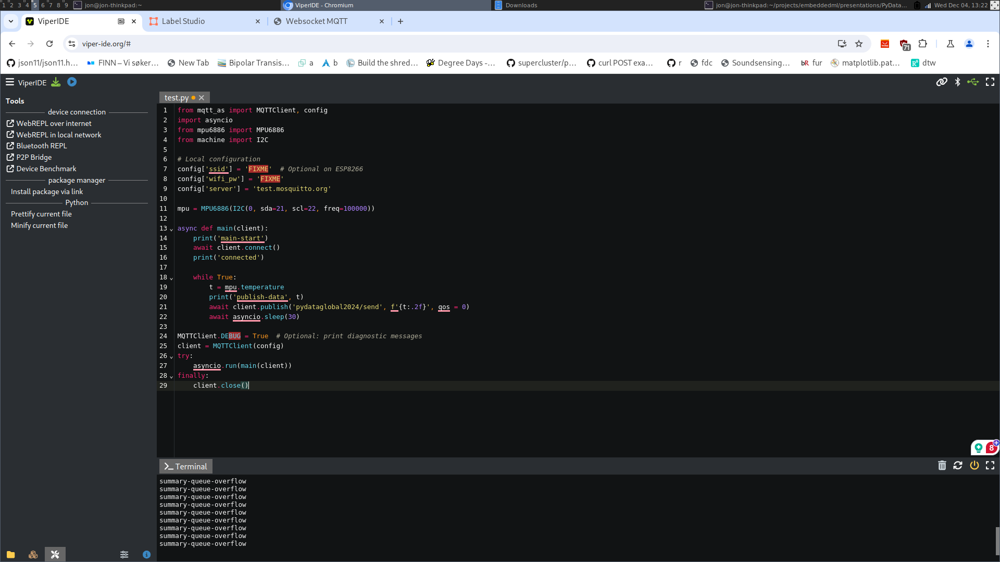 1 2 3 4 5 6 7 8 9 jon@jon-thinkpad:~ ViperIDE - Chromium Downloads jon@jon-thinkpad:~/projects/embeddedml/presentations/PyData... Wed Dec 04, 13:22
ViperIDE Label Studio Websocket MQTT
viper-ide.org/# 71
json11/json11.h... FINN – Vi søker... New Tab Bipolar Transis... a b Build the shred... Degree Days -... supercluster/p... curl POST exa... r fdc Soundsensing... bR fur matplotlib.pat... dtw
ViperIDE
Tools
device connection
WebREPL over internet
WebREPL in local network
Bluetooth REPL
P2P Bridge
Device Benchmark
package manager
Install package via link
Python
Prettify current file
Minify current file
test.py
1 from mqtt_as import MQTTClient, config
2 import asyncio
3 from mpu6886 import MPU6886
4 from machine import I2C
5
6 # Local configuration
7 config['ssid'] = 'FIXME'  # Optional on ESP8266
8 config['wifi_pw'] = 'FIXME'
9 config['server'] = 'test.mosquitto.org'
10
11 mpu = MPU6886(I2C(0, sda=21, scl=22, freq=100000))
12
13 async def main(client):
14     print('main-start')
15     await client.connect()
16     print('connected')
17
18     while True:
19         t = mpu.temperature
20         print('publish-data', t)
21         await client.publish('pydataglobal2024/send', f'{t:.2f}', qos = 0)
22         await asyncio.sleep(30)
23
24 MQTTClient.DEBUG = True  # Optional: print diagnostic messages
25 client = MQTTClient(config)
26 try:
27     asyncio.run(main(client))
28 finally:
29     client.close()
8
Terminal
summary-queue-overflow
summary-queue-overflow
summary-queue-overflow
summary-queue-overflow
summary-queue-overflow
summary-queue-overflow
summary-queue-overflow
summary-queue-overflow
summary-queue-overflow